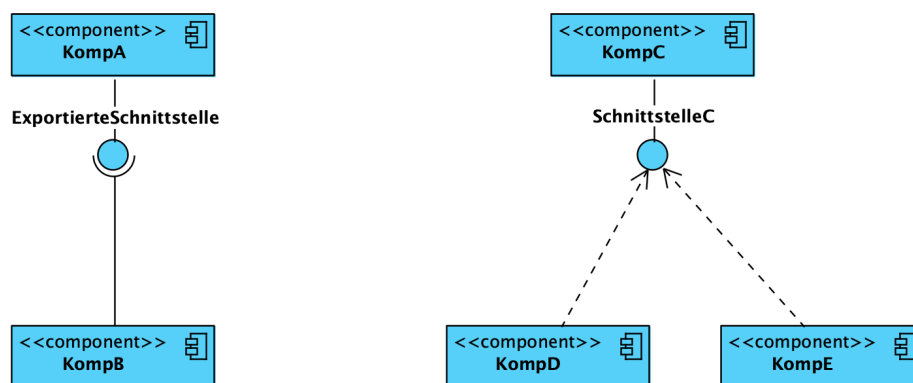 <<component>>
KompA
ExportierteSchnittstelle
<<component>>
KompB
<<component>>
KompC
SchnittstelleC
<<component>>
KompD
<<component>>
KompE